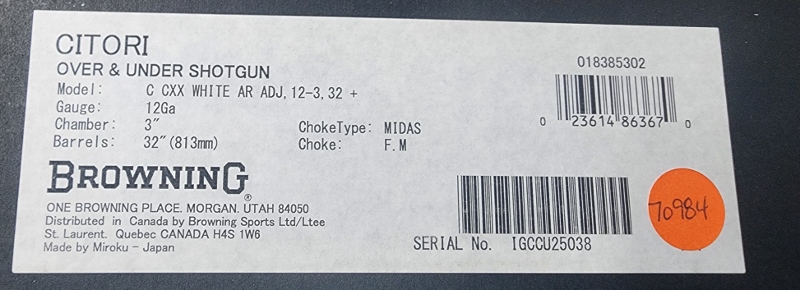 CITORI
OVER & UNDER SHOTGUN
Model: C CXX WHITE AR ADJ,12-3,32 +
Gauge: 12Ga
Chamber: 3"
ChokeType: MIDAS
Barrels: 32"(813mm)
Choke: F.M
BROWNING®
ONE BROWNING PLACE. MORGAN. UTAH 84050
Distributed in Canada by Browning Sports Ltd/Ltee
St. Laurent. Quebec CANADA H4S 1W6
Made by Miroku - Japan
018385302
0 23614 86367 0
SERIAL No. IGCCU25038
70984